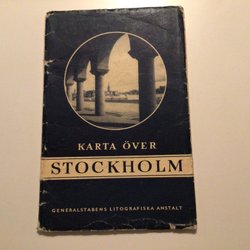 KARTA ÖVER
STOCKHOLM
GENERALSTABENS LITOGRAFISKA ANSTALT